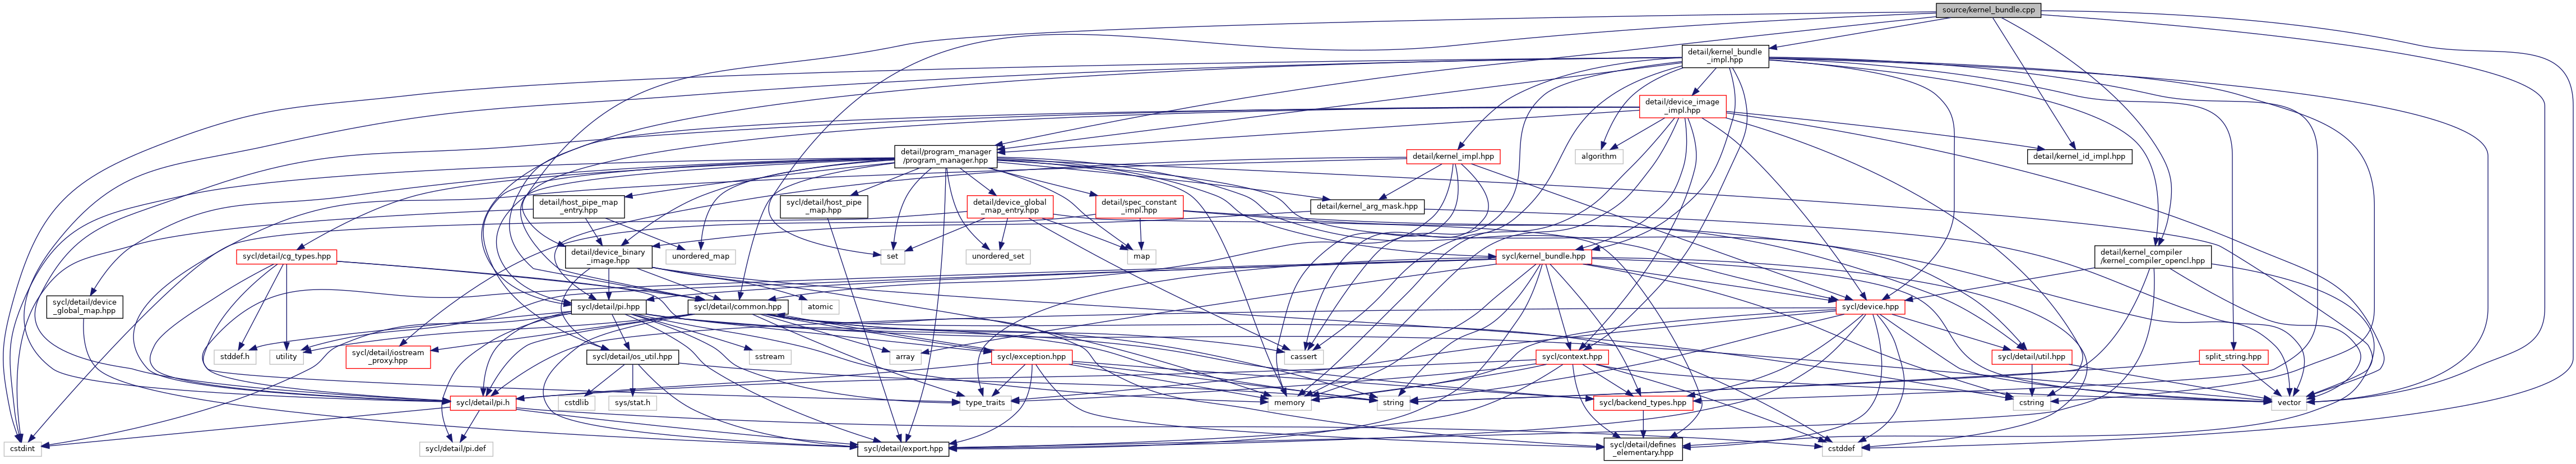 source/kernel_bundle.cpp
detail/kernel_bundle
_impl.hpp
detail/device_image
_impl.hpp
detail/program_manager
/program_manager.hpp
detail/kernel_impl.hpp
algorithm
detail/kernel_id_impl.hpp
detail/host_pipe_map
_entry.hpp
sycl/detail/host_pipe
_map.hpp
detail/device_global
_map_entry.hpp
detail/spec_constant
_impl.hpp
detail/kernel_arg_mask.hpp
sycl/detail/cg_types.hpp
detail/device_binary
_image.hpp
unordered_map
set
unordered_set
map
sycl/kernel_bundle.hpp
detail/kernel_compiler
/kernel_compiler_opencl.hpp
sycl/detail/device
_global_map.hpp
sycl/detail/pi.hpp
sycl/detail/common.hpp
atomic
sycl/device.hpp
stddef.h
utility
sycl/detail/iostream
_proxy.hpp
sycl/detail/os_util.hpp
sstream
array
sycl/exception.hpp
cassert
sycl/context.hpp
sycl/detail/util.hpp
split_string.hpp
sycl/detail/pi.h
cstdlib
sys/stat.h
type_traits
memory
string
sycl/backend_types.hpp
cstring
vector
cstdint
sycl/detail/pi.def
sycl/detail/export.hpp
sycl/detail/defines
_elementary.hpp
cstddef